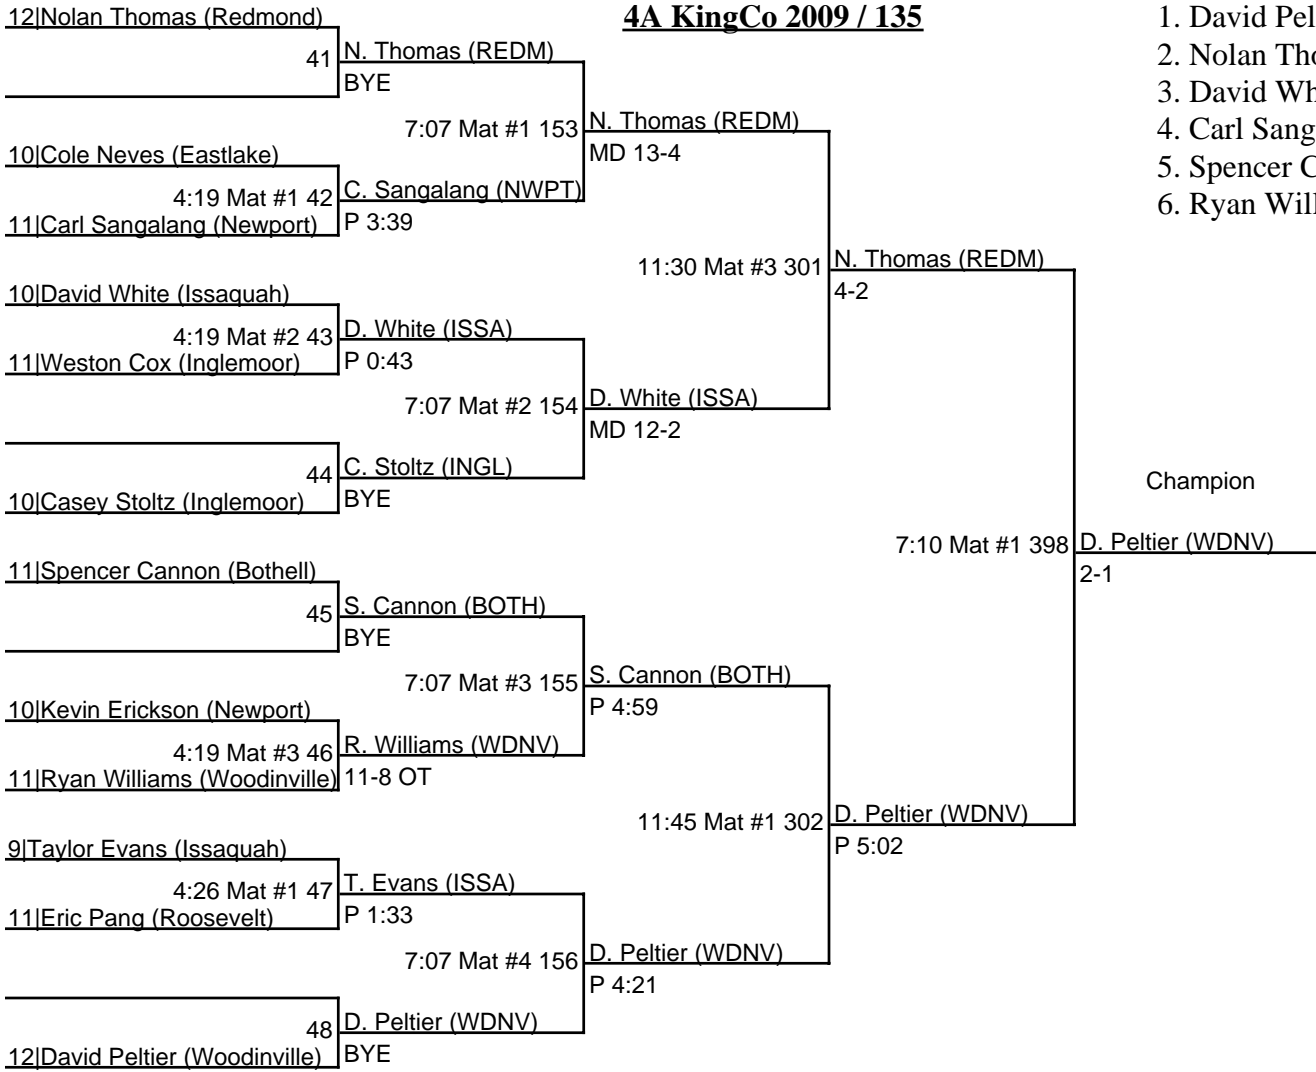 4A KingCo 2009 / 135
1. David Pel
2. Nolan Tho
3. David Wh
4. Carl Sang
5. Spencer C
6. Ryan Will
12|Nolan Thomas (Redmond)
41
N. Thomas (REDM)
BYE
7:07 Mat #1 153
N. Thomas (REDM)
MD 13-4
10|Cole Neves (Eastlake)
4:19 Mat #1 42
C. Sangalang (NWPT)
11|Carl Sangalang (Newport)
P 3:39
11:30 Mat #3 301
N. Thomas (REDM)
4-2
10|David White (Issaquah)
4:19 Mat #2 43
D. White (ISSA)
11|Weston Cox (Inglemoor)
P 0:43
7:07 Mat #2 154
D. White (ISSA)
MD 12-2
44
C. Stoltz (INGL)
10|Casey Stoltz (Inglemoor)
BYE
Champion
7:10 Mat #1 398
D. Peltier (WDNV)
2-1
11|Spencer Cannon (Bothell)
45
S. Cannon (BOTH)
BYE
7:07 Mat #3 155
S. Cannon (BOTH)
P 4:59
10|Kevin Erickson (Newport)
4:19 Mat #3 46
R. Williams (WDNV)
11|Ryan Williams (Woodinville)
11-8 OT
11:45 Mat #1 302
D. Peltier (WDNV)
P 5:02
9|Taylor Evans (Issaquah)
4:26 Mat #1 47
T. Evans (ISSA)
11|Eric Pang (Roosevelt)
P 1:33
7:07 Mat #4 156
D. Peltier (WDNV)
P 4:21
48
D. Peltier (WDNV)
12|David Peltier (Woodinville)
BYE